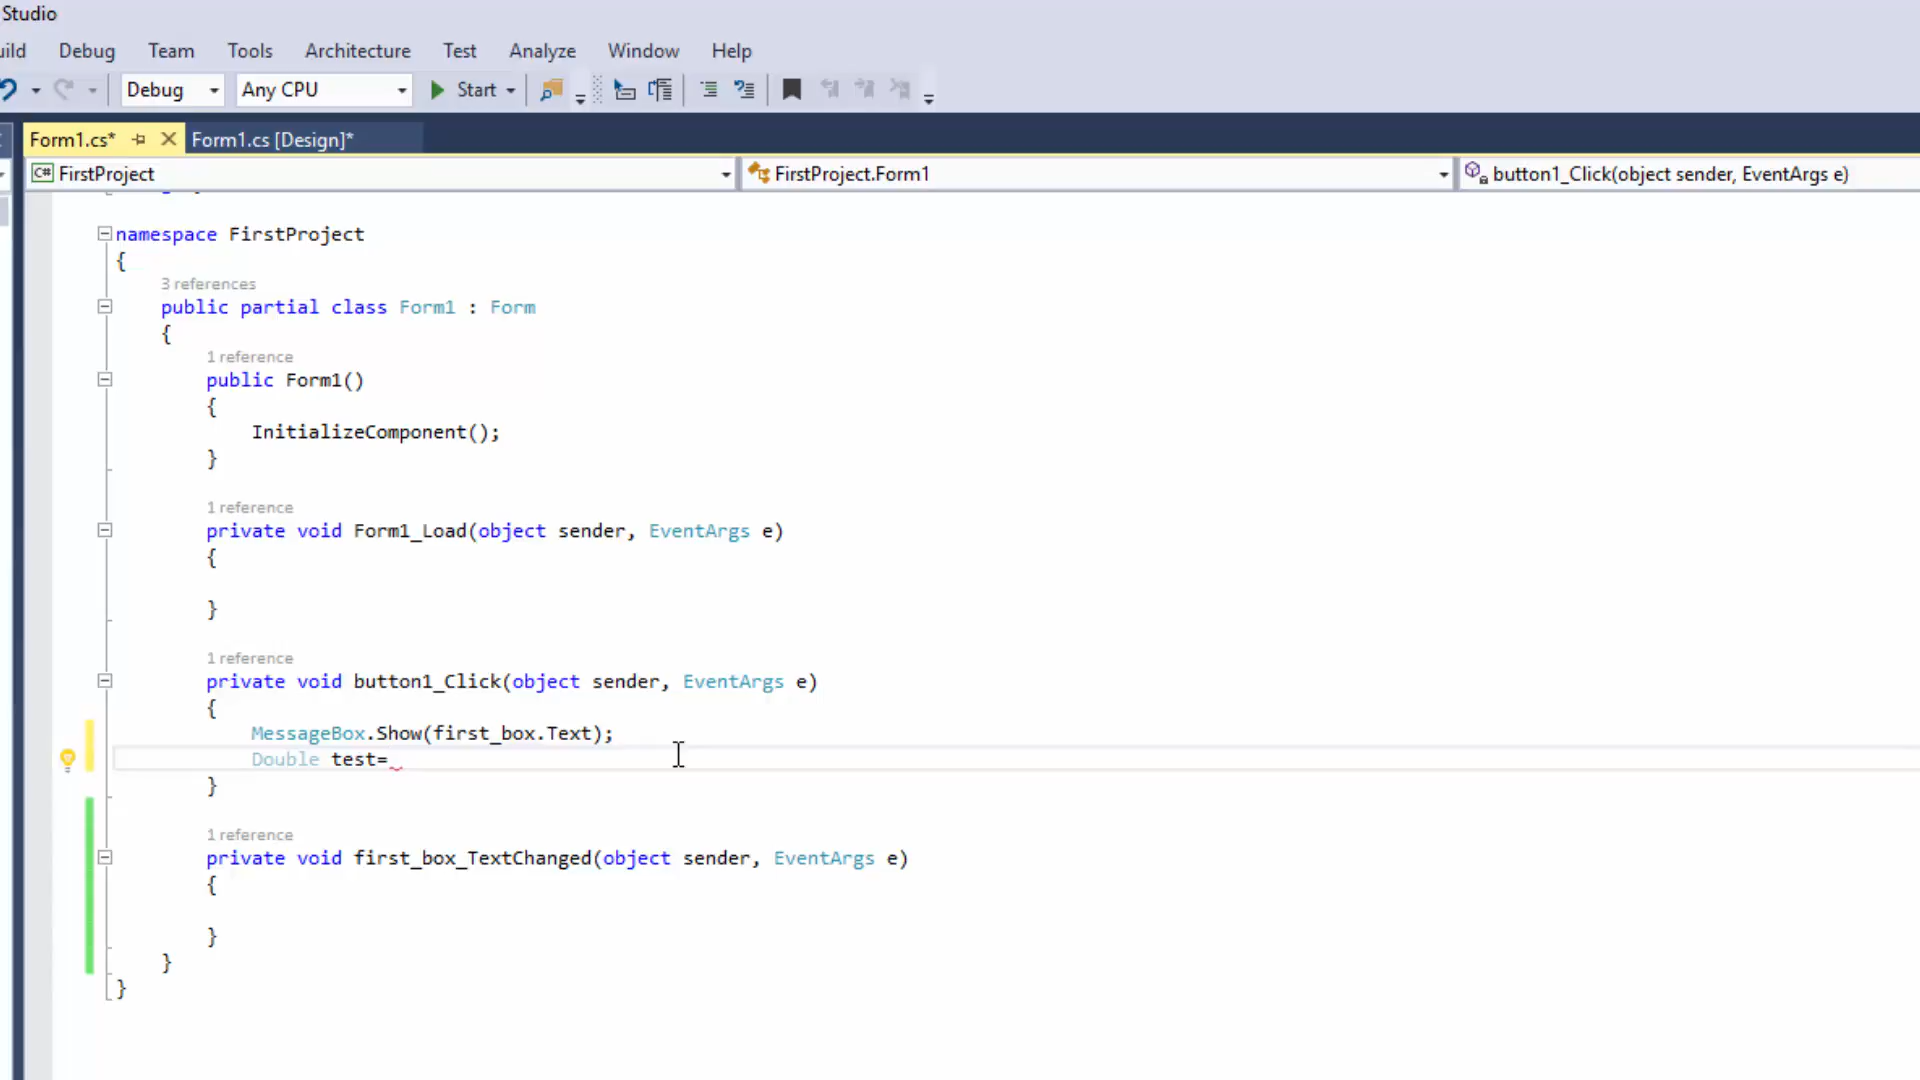 Studio
uild Debug Team Tools Architecture Test Analyze Window Help
Debug Any CPU Start
Form1.cs* Form1.cs [Design]*
C# FirstProject FirstProject.Form1 button1_Click(object sender, EventArgs e)
namespace FirstProject
{
3 references
public partial class Form1 : Form
{
1 reference
public Form1()
{
InitializeComponent();
}
1 reference
private void Form1_Load(object sender, EventArgs e)
{
}
1 reference
private void button1_Click(object sender, EventArgs e)
{
MessageBox.Show(first_box.Text);
Double test=
}
1 reference
private void first_box_TextChanged(object sender, EventArgs e)
{
}
}
}